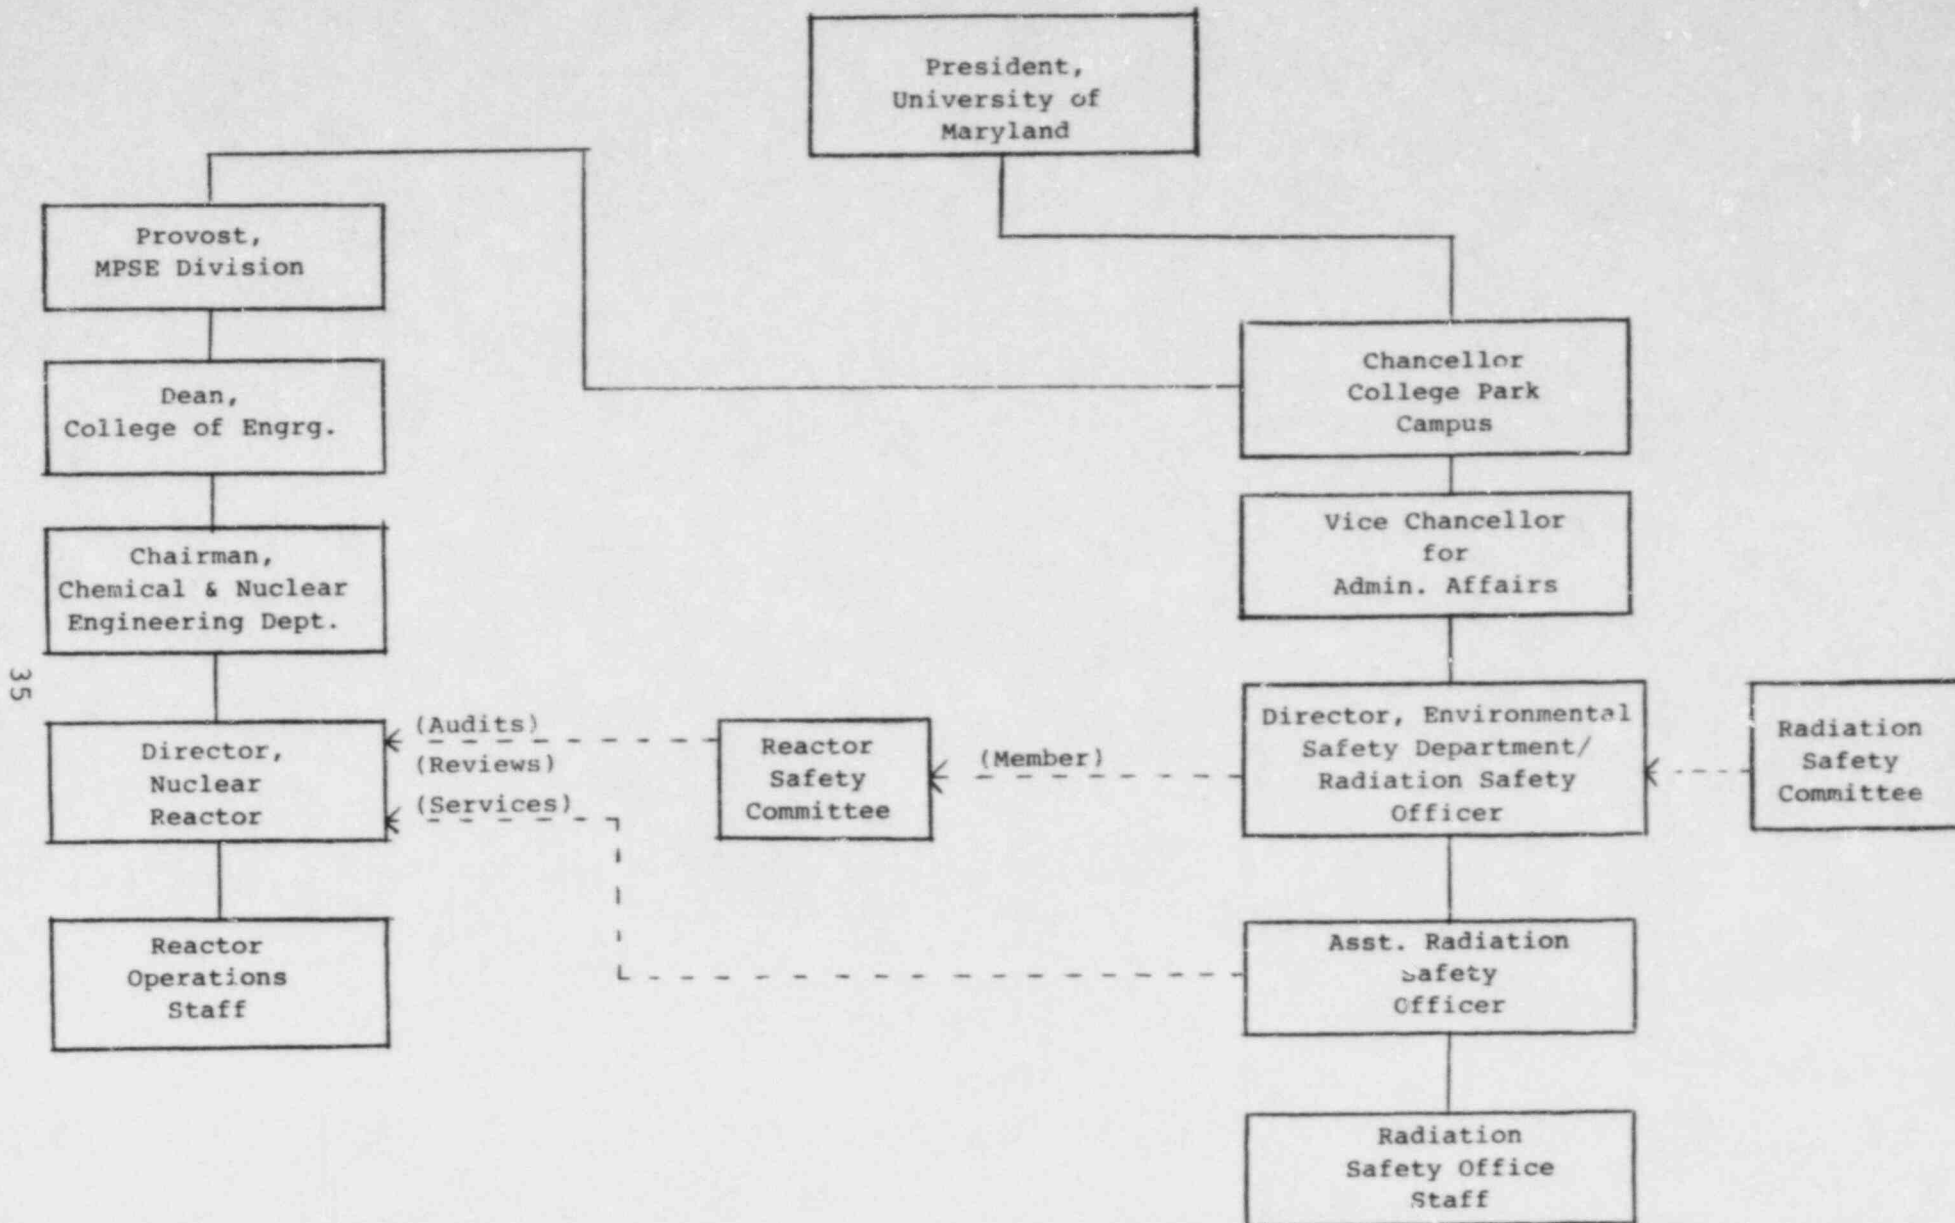 President,
University of
Maryland
Provost,
MPSE Division
Chancellor
College Park
Campus
Dean,
College of Engrg.
Vice Chancellor
for
Admin. Affairs
Chairman,
Chemical & Nuclear
Engineering Dept.
35
Director,
Nuclear
Reactor
(Audits)
(Reviews)
(Services)
Reactor
Safety
Committee
(Member)
Director, Environmental
Safety Department/
Radiation Safety
Officer
Radiation
Safety
Committee
Reactor
Operations
Staff
Asst. Radiation
Safety
Officer
Radiation
Safety Office
Staff